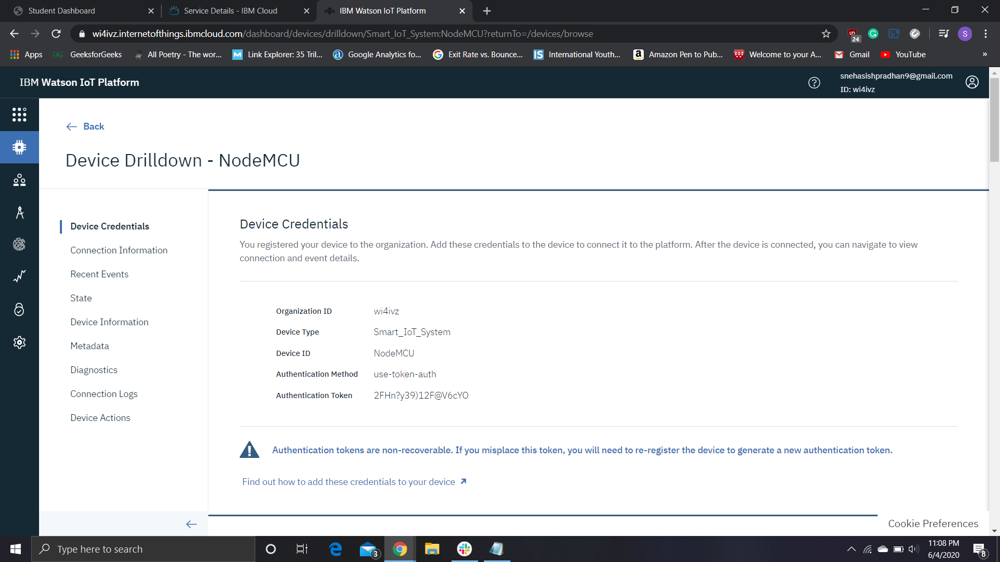 Student Dashboard
Service Details - IBM Cloud
IBM Watson IoT Platform
wi4ivz.internetofthings.ibmcloud.com/dashboard/devices/drilldown/Smart_IoT_System:NodeMCU?returnTo=/devices/browse
24
S
Apps
GeeksforGeeks
All Poetry - The wor...
Link Explorer: 35 Tril...
Google Analytics fo...
Exit Rate vs. Bounce...
International Youth...
Amazon Pen to Pub...
Welcome to your A...
Gmail
YouTube
»
IBM Watson IoT Platform
snehasishpradhan9@gmail.com
ID: wi4ivz
Back
Device Drilldown - NodeMCU
Device Credentials
Connection Information
Recent Events
State
Device Information
Metadata
Diagnostics
Connection Logs
Device Actions
Device Credentials
You registered your device to the organization. Add these credentials to the device to connect it to the platform. After the device is connected, you can navigate to view
connection and event details.
Organization ID wi4ivz
Device Type Smart_IoT_System
Device ID NodeMCU
Authentication Method use-token-auth
Authentication Token 2FHn?y39)12F@V6cYO
Authentication tokens are non-recoverable. If you misplace this token, you will need to re-register the device to generate a new authentication token.
Find out how to add these credentials to your device
Cookie Preferences
Type here to search
3
11:08 PM
6/4/2020
8